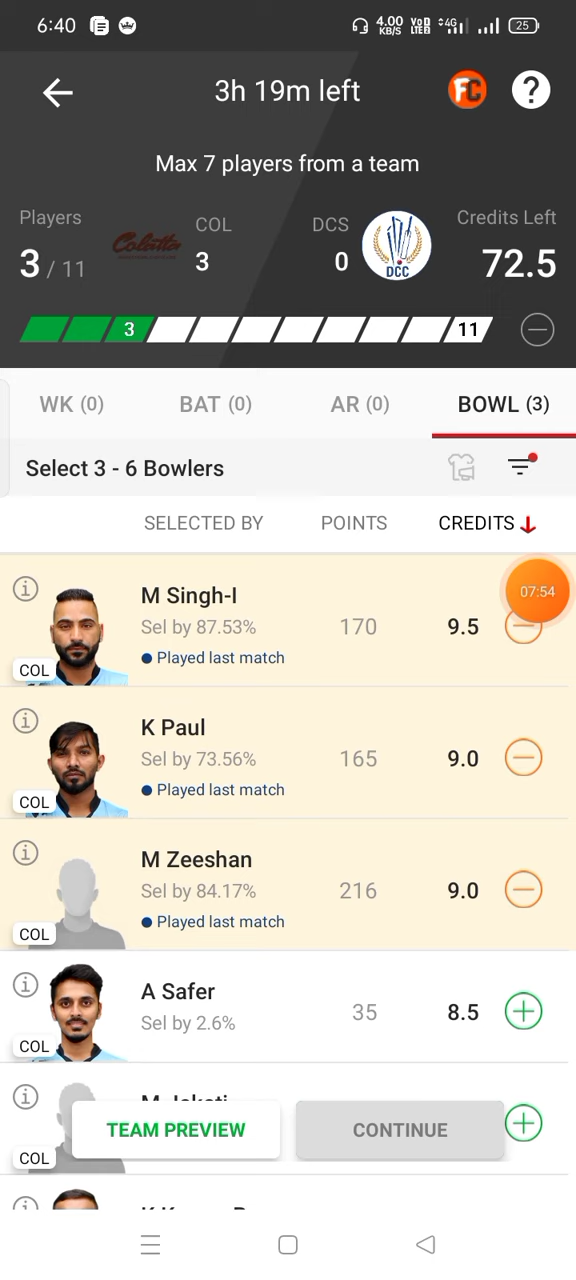 6:40 4.00 KB/S VoD LTE2 4G 25
3h 19m left FC ?
Max 7 players from a team
Players COL DCS Credits Left
3 / 11 Colatta 3 0 DCC 72.5
3 11
WK (0) BAT (0) AR (0) BOWL (3)
Select 3 - 6 Bowlers
SELECTED BY POINTS CREDITS
M Singh-I
Sel by 87.53% 170 9.5
Played last match
COL
07:54
K Paul
Sel by 73.56% 165 9.0
Played last match
COL
M Zeeshan
Sel by 84.17% 216 9.0
Played last match
COL
A Safer
Sel by 2.6% 35 8.5
COL
TEAM PREVIEW CONTINUE
COL